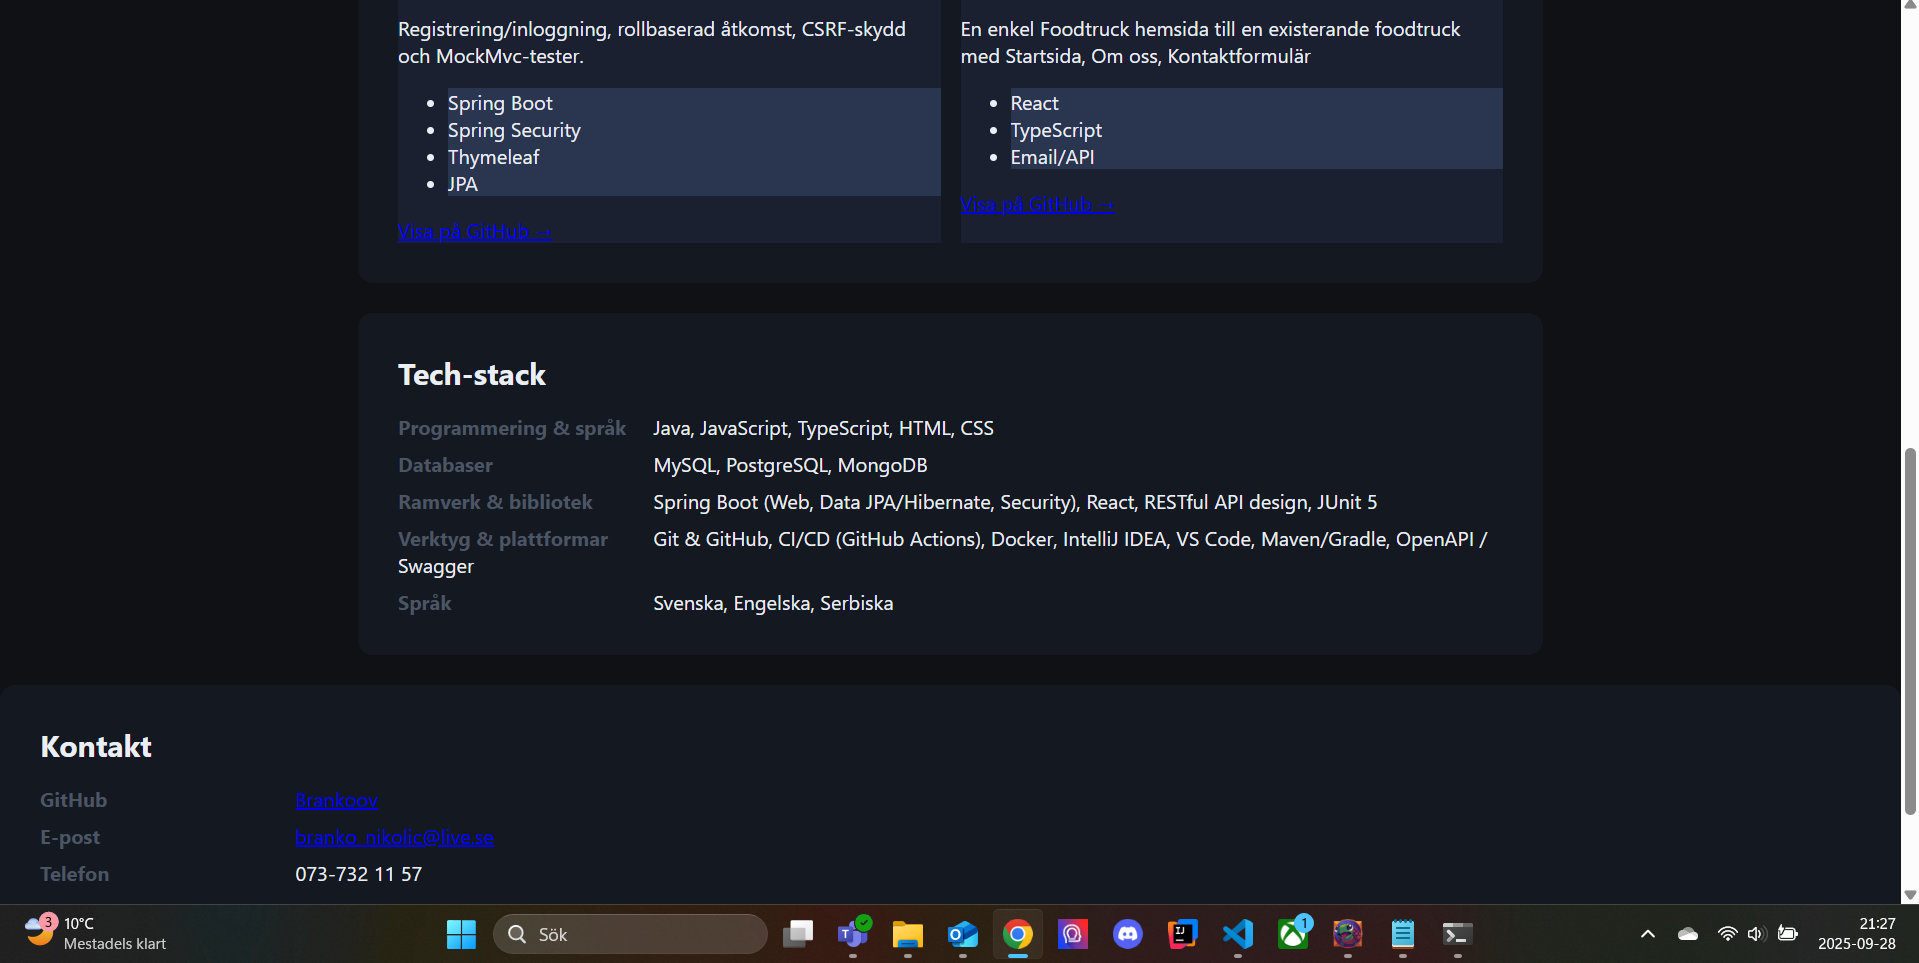 Registrering/inloggning, rollbaserad åtkomst, CSRF-skydd
och MockMvc-tester.
Spring Boot
Spring Security
Thymeleaf
JPA
Visa på GitHub →
En enkel Foodtruck hemsida till en existerande foodtruck
med Startsida, Om oss, Kontaktformulär
React
TypeScript
Email/API
Visa på GitHub →
Tech-stack
Programmering & språk Java, JavaScript, TypeScript, HTML, CSS
Databaser MySQL, PostgreSQL, MongoDB
Ramverk & bibliotek Spring Boot (Web, Data JPA/Hibernate, Security), React, RESTful API design, JUnit 5
Verktyg & plattformar Git & GitHub, CI/CD (GitHub Actions), Docker, IntelliJ IDEA, VS Code, Maven/Gradle, OpenAPI /
Swagger
Språk Svenska, Engelska, Serbiska
Kontakt
GitHub Brankoov
E-post branko_nikolic@live.se
Telefon 073-732 11 57
3
10°C
Mestadels klart
Sök
1
21:27
2025-09-28